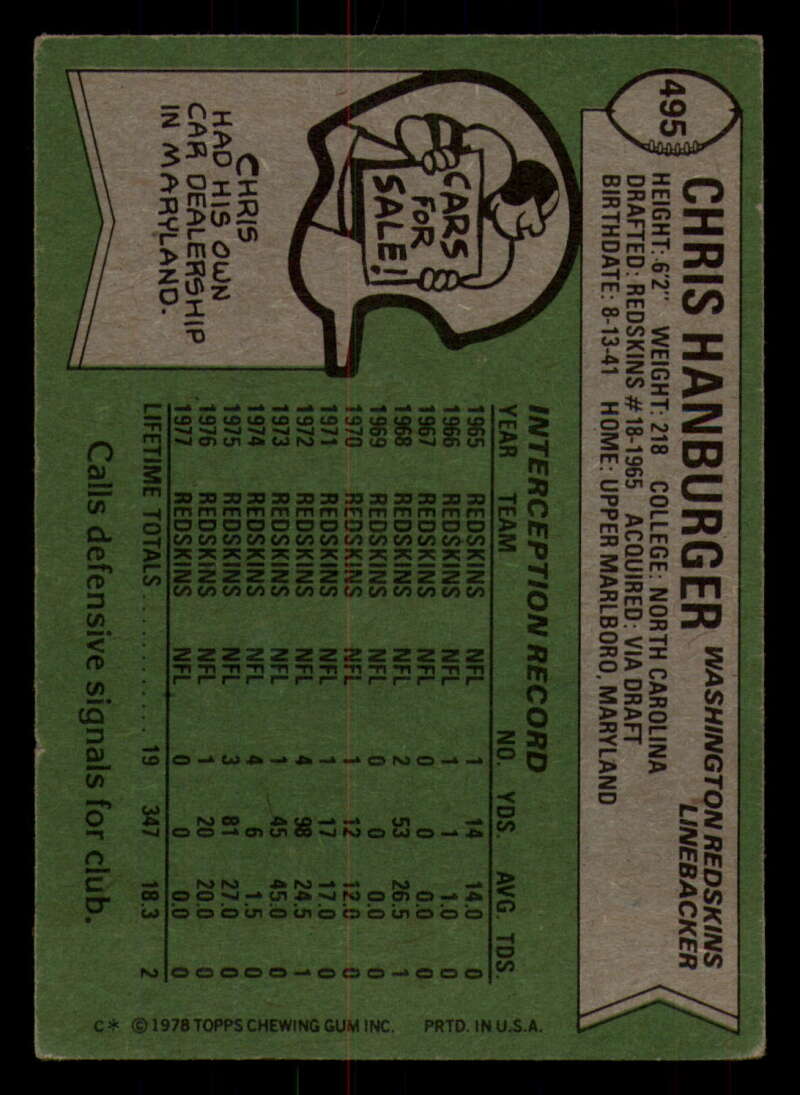 495
CHRIS HANBURGER WASHINGTON REDSKINS
LINEBACKER
HEIGHT: 6'2" WEIGHT: 218 COLLEGE: NORTH CAROLINA
DRAFTED: REDSKINS #18-1965 ACQUIRED: VIA DRAFT
BIRTHDATE: 8-13-41 HOME: UPPER MARLBORO, MARYLAND
CARS
FOR
SALE!
CHRIS
HAD HIS OWN
CAR DEALERSHIP
IN MARYLAND.
INTERCEPTION RECORD
YEAR TEAM NO. YDS. AVG. TDS.
1965 REDSKINS NFL 1 14 14.0 0
1966 REDSKINS NFL 1 1 1.0 0
1967 REDSKINS NFL 0 0 0.0 0
1968 REDSKINS NFL 2 53 26.5 1
1969 REDSKINS NFL 0 0 0.0 0
1970 REDSKINS NFL 1 12 12.0 0
1971 REDSKINS NFL 1 17 17.0 0
1972 REDSKINS NFL 4 98 24.5 1
1973 REDSKINS NFL 1 45 45.0 0
1974 REDSKINS NFL 4 6 1.5 0
1975 REDSKINS NFL 3 81 27.0 0
1976 REDSKINS NFL 1 20 20.0 0
1977 REDSKINS NFL 0 0 0.0 0
LIFETIME TOTALS ........... 19 347 18.3 2
Calls defensive signals for club.
C* © 1978 TOPPS CHEWING GUM INC. PRTD. IN U.S.A.